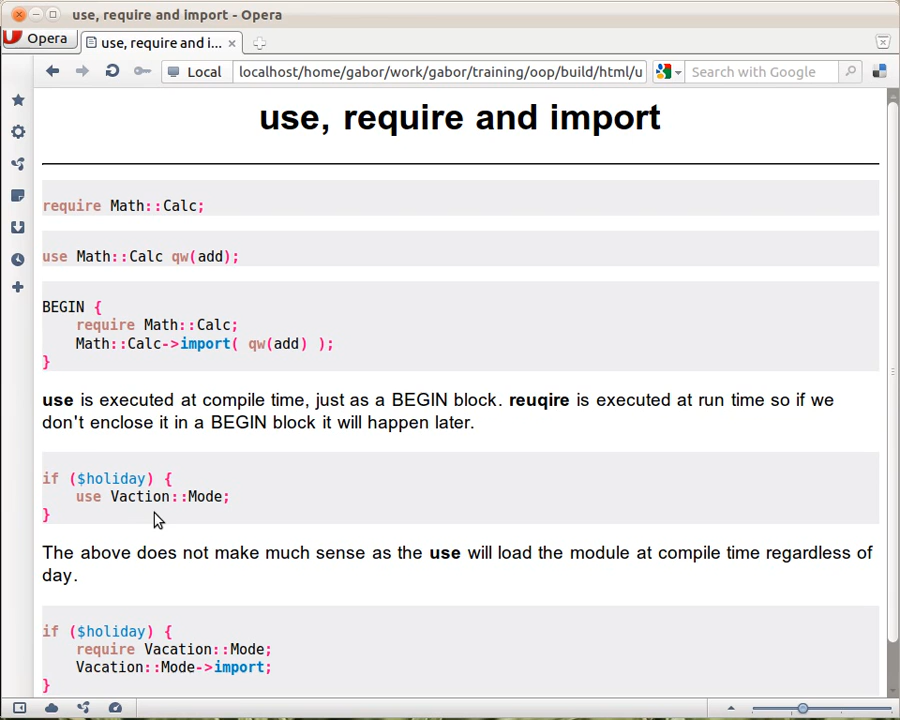 use, require and import - Opera
Opera
use, require and i...
Local
localhost/home/gabor/work/gabor/training/oop/build/html/u
Search with Google
use, require and import
require Math::Calc;
use Math::Calc qw(add);
BEGIN {
    require Math::Calc;
    Math::Calc->import( qw(add) );
}
use is executed at compile time, just as a BEGIN block. reuqire is executed at run time so if we
don't enclose it in a BEGIN block it will happen later.
if ($holiday) {
    use Vaction::Mode;
}
The above does not make much sense as the use will load the module at compile time regardless of
day.
if ($holiday) {
    require Vacation::Mode;
    Vacation::Mode->import;
}